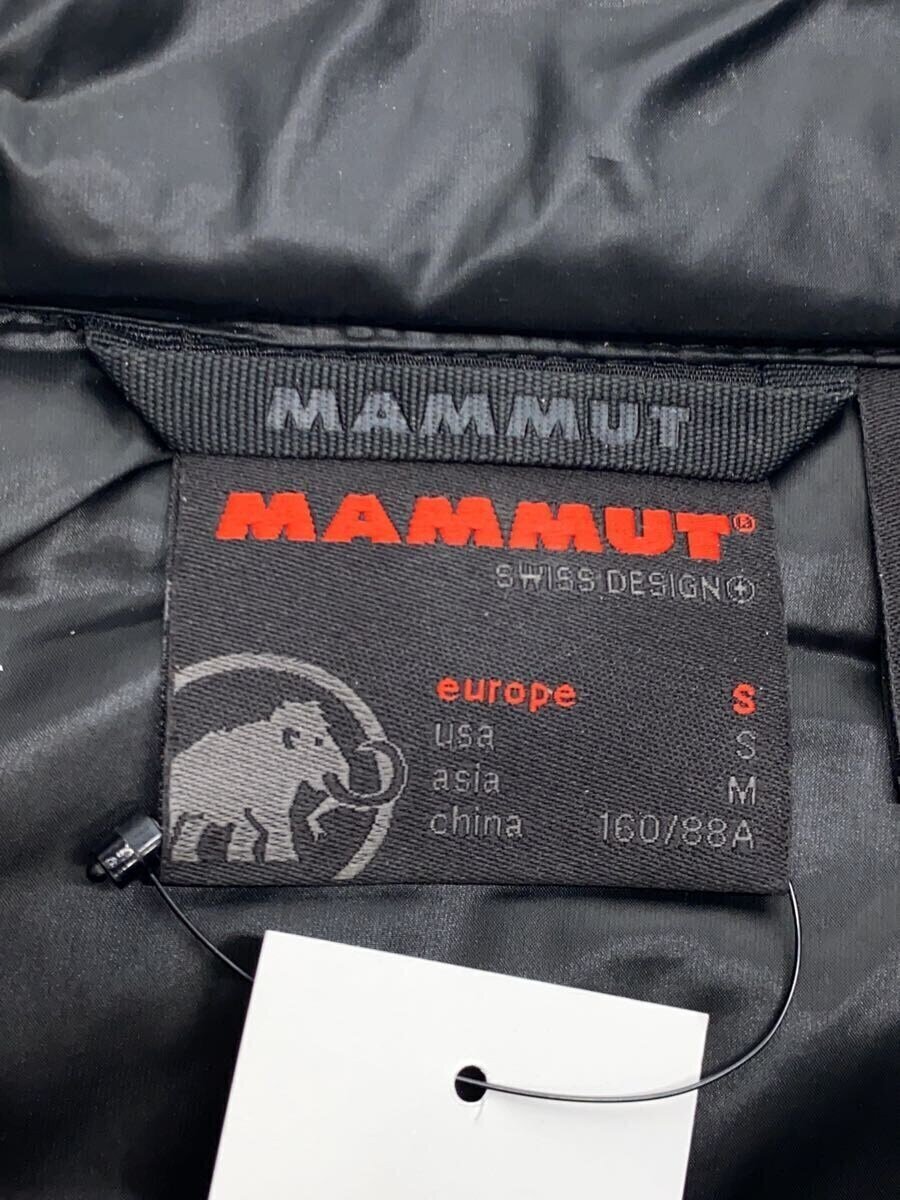 MAMMUT
MAMMUT®
SWISS DESIGN
europe S
usa S
asia M
china 160/88A